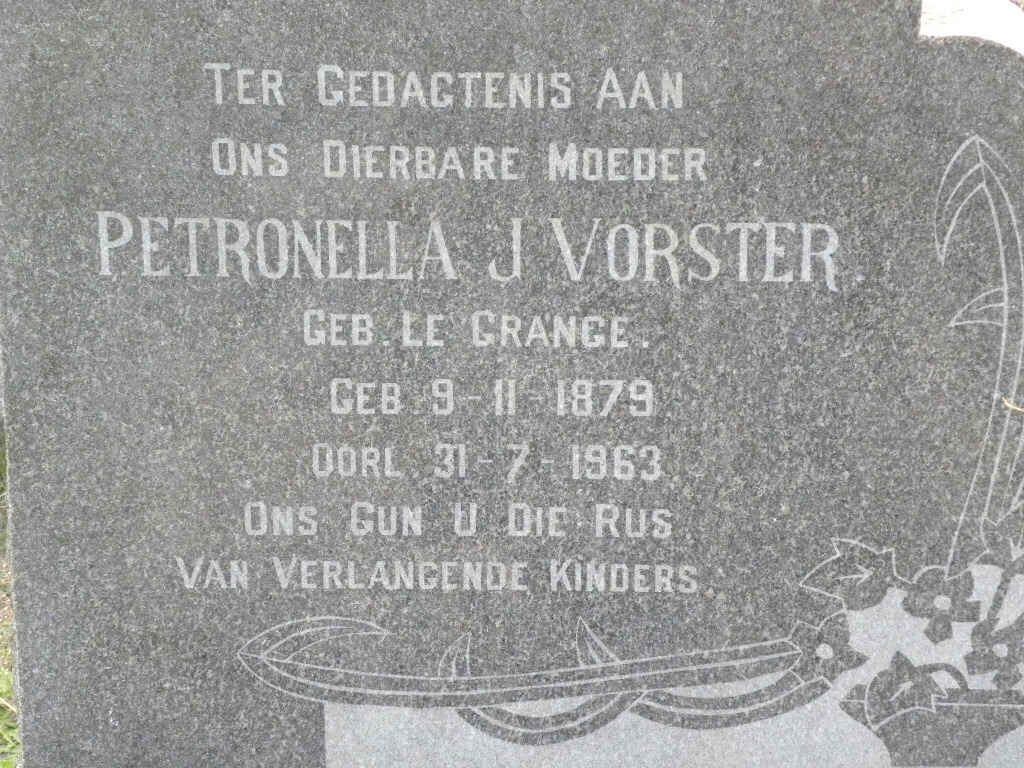 TER GEDAGTENIS AAN
ONS DIERBARE MOEDER
PETRONELLA J VORSTER.
GEB. LE GRANGE.
GEB. 9-11-1879
OORL 31-7-1963
ONS GUN U DIE RUS
VAN VERLANGENDE KINDERS.